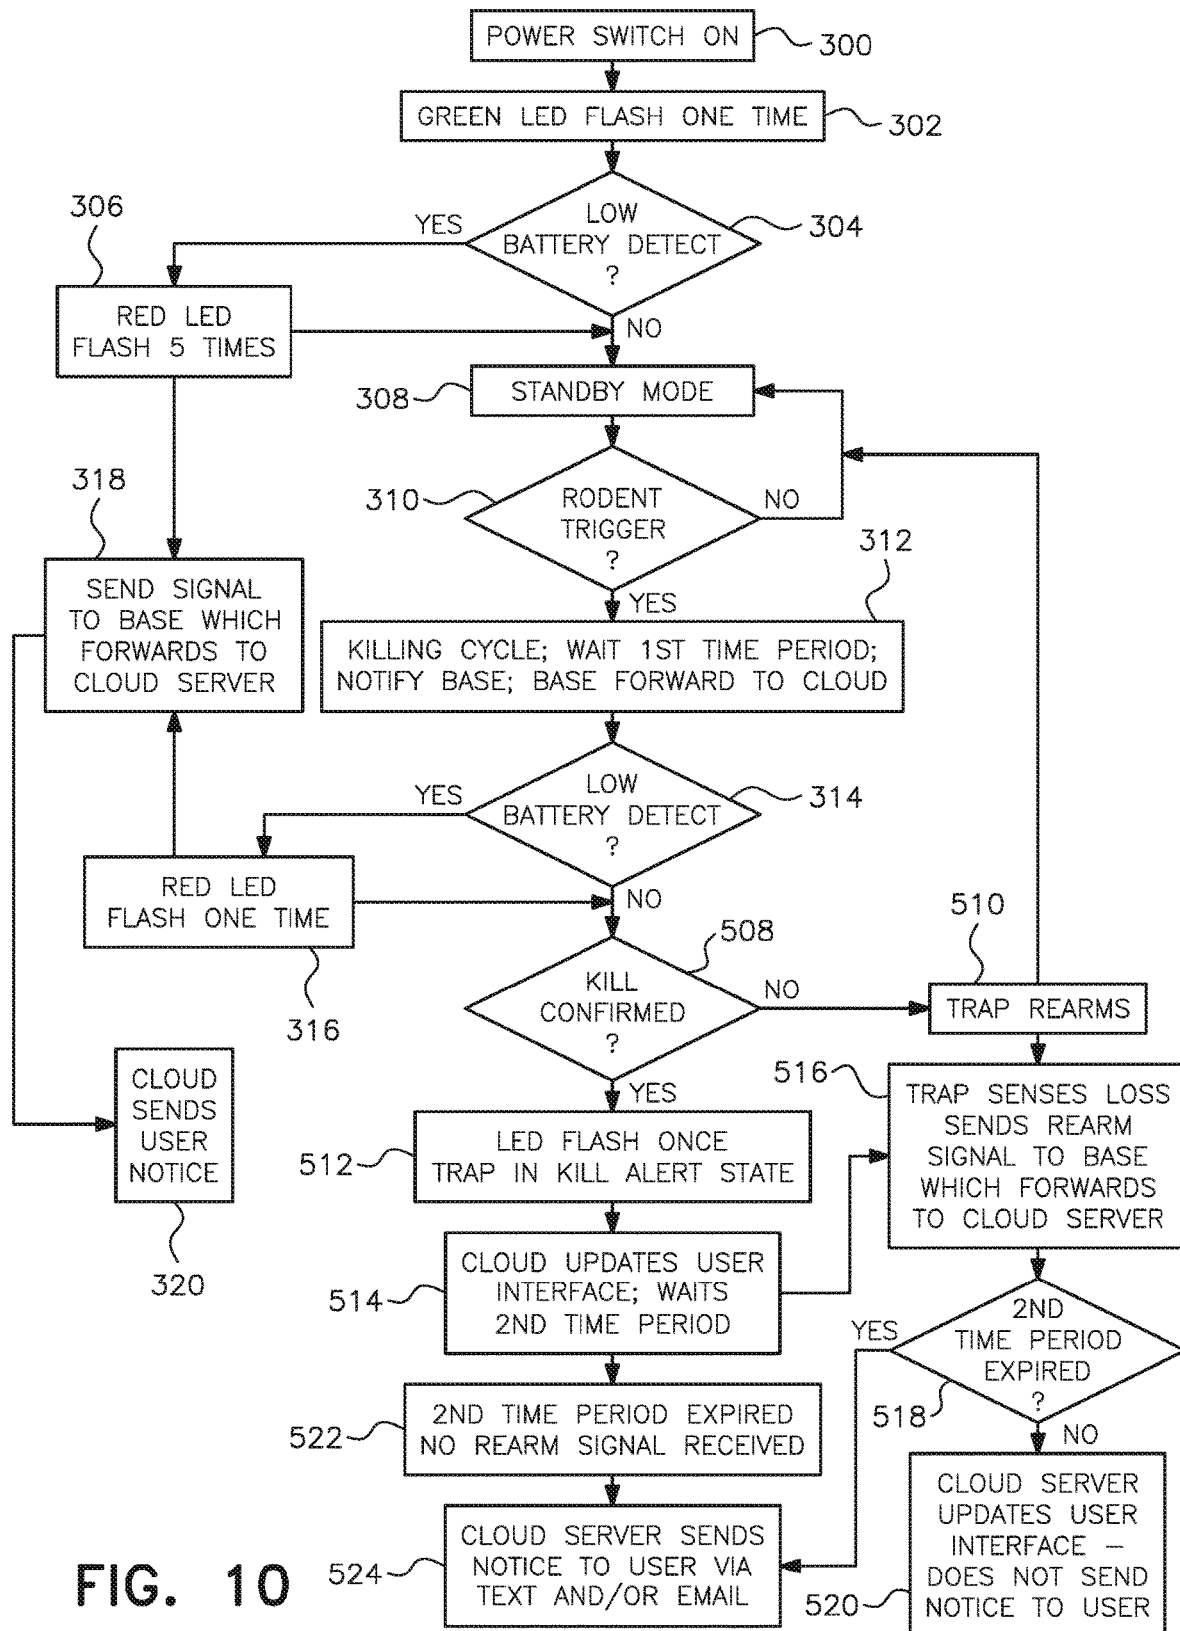 POWER SWITCH ON
300
GREEN LED FLASH ONE TIME
302
LOW
BATTERY DETECT
?
304
YES
NO
306
RED LED
FLASH 5 TIMES
308
STANDBY MODE
310
RODENT
TRIGGER
?
NO
YES
318
SEND SIGNAL
TO BASE WHICH
FORWARDS TO
CLOUD SERVER
312
KILLING CYCLE; WAIT 1ST TIME PERIOD;
NOTIFY BASE; BASE FORWARD TO CLOUD
LOW
BATTERY DETECT
?
314
YES
NO
RED LED
FLASH ONE TIME
316
508
KILL
CONFIRMED
?
NO
YES
510
TRAP REARMS
CLOUD
SENDS
USER
NOTICE
320
512
LED FLASH ONCE
TRAP IN KILL ALERT STATE
516
TRAP SENSES LOSS
SENDS REARM
SIGNAL TO BASE
WHICH FORWARDS
TO CLOUD SERVER
514
CLOUD UPDATES USER
INTERFACE; WAITS
2ND TIME PERIOD
2ND
TIME PERIOD
EXPIRED
?
YES
518
NO
522
2ND TIME PERIOD EXPIRED
NO REARM SIGNAL RECEIVED
524
CLOUD SERVER SENDS
NOTICE TO USER VIA
TEXT AND/OR EMAIL
520
CLOUD SERVER
UPDATES USER
INTERFACE –
DOES NOT SEND
NOTICE TO USER
FIG. 10